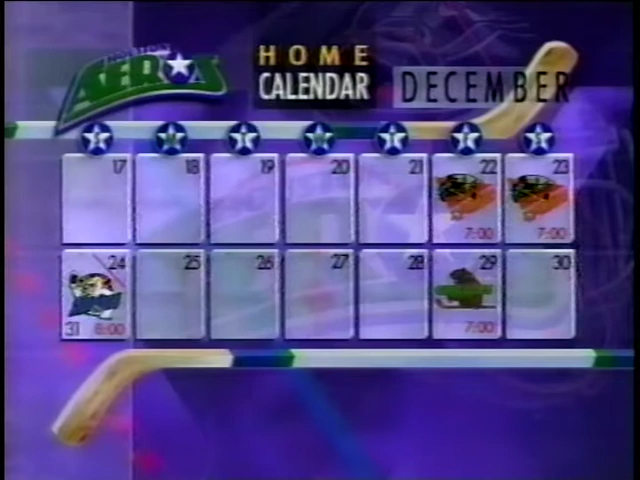 HOUSTON
AEROS
HOME
CALENDAR
DECEMBER
17 18 19 20 21 22 23
7:00 7:00
24 25 26 27 28 29 30
31 6:00 7:00